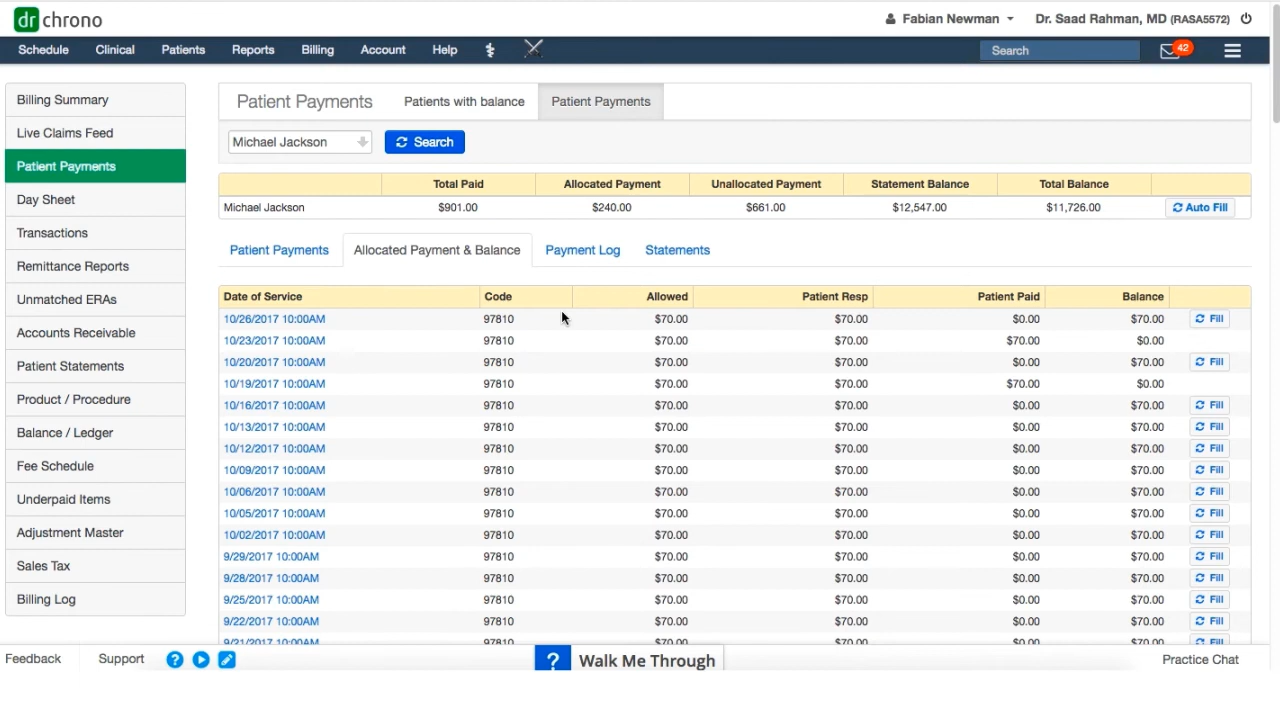 dr chrono
Fabian Newman
Dr. Saad Rahman, MD (RASA5572)
Schedule Clinical Patients Reports Billing Account Help
Search
42
Billing Summary
Live Claims Feed
Patient Payments
Day Sheet
Transactions
Remittance Reports
Unmatched ERAs
Accounts Receivable
Patient Statements
Product / Procedure
Balance / Ledger
Fee Schedule
Underpaid Items
Adjustment Master
Sales Tax
Billing Log
Patient Payments Patients with balance Patient Payments
Michael Jackson Search
Total Paid Allocated Payment Unallocated Payment Statement Balance Total Balance
Michael Jackson $901.00 $240.00 $661.00 $12,547.00 $11,726.00 Auto Fill
Patient Payments Allocated Payment & Balance Payment Log Statements
Date of Service Code Allowed Patient Resp Patient Paid Balance
10/26/2017 10:00AM 97810 $70.00 $70.00 $0.00 $70.00 Fill
10/23/2017 10:00AM 97810 $70.00 $70.00 $70.00 $0.00
10/20/2017 10:00AM 97810 $70.00 $70.00 $0.00 $70.00 Fill
10/19/2017 10:00AM 97810 $70.00 $70.00 $70.00 $0.00
10/16/2017 10:00AM 97810 $70.00 $70.00 $0.00 $70.00 Fill
10/13/2017 10:00AM 97810 $70.00 $70.00 $0.00 $70.00 Fill
10/12/2017 10:00AM 97810 $70.00 $70.00 $0.00 $70.00 Fill
10/09/2017 10:00AM 97810 $70.00 $70.00 $0.00 $70.00 Fill
10/06/2017 10:00AM 97810 $70.00 $70.00 $0.00 $70.00 Fill
10/05/2017 10:00AM 97810 $70.00 $70.00 $0.00 $70.00 Fill
10/02/2017 10:00AM 97810 $70.00 $70.00 $0.00 $70.00 Fill
9/29/2017 10:00AM 97810 $70.00 $70.00 $0.00 $70.00 Fill
9/28/2017 10:00AM 97810 $70.00 $70.00 $0.00 $70.00 Fill
9/25/2017 10:00AM 97810 $70.00 $70.00 $0.00 $70.00 Fill
9/22/2017 10:00AM 97810 $70.00 $70.00 $0.00 $70.00 Fill
9/21/2017 10:00AM 97810 $70.00 $70.00 $0.00 $70.00 Fill
Feedback Support ? ? Walk Me Through Practice Chat